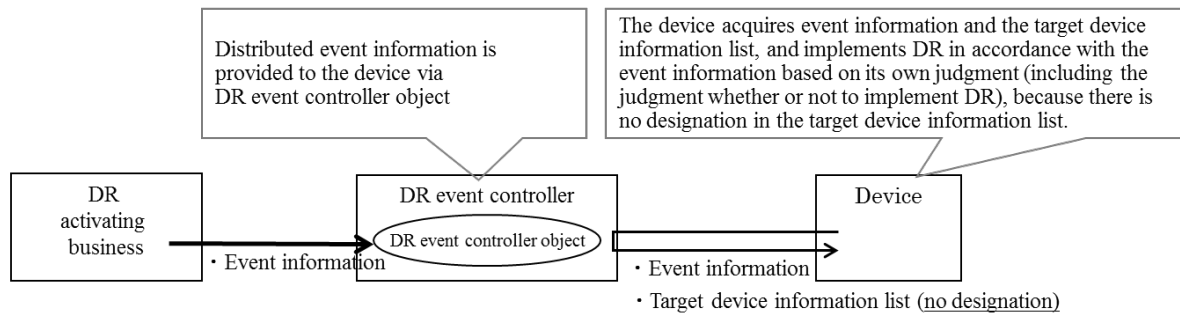 Distributed event information is
provided to the device via
DR event controller object
The device acquires event information and the target device
information list, and implements DR in accordance with the
event information based on its own judgment (including the
judgment whether or not to implement DR), because there is
no designation in the target device information list.
DR
activating
business
・Event information
DR event controller
DR event controller object
Device
・Event information
・Target device information list (no designation)